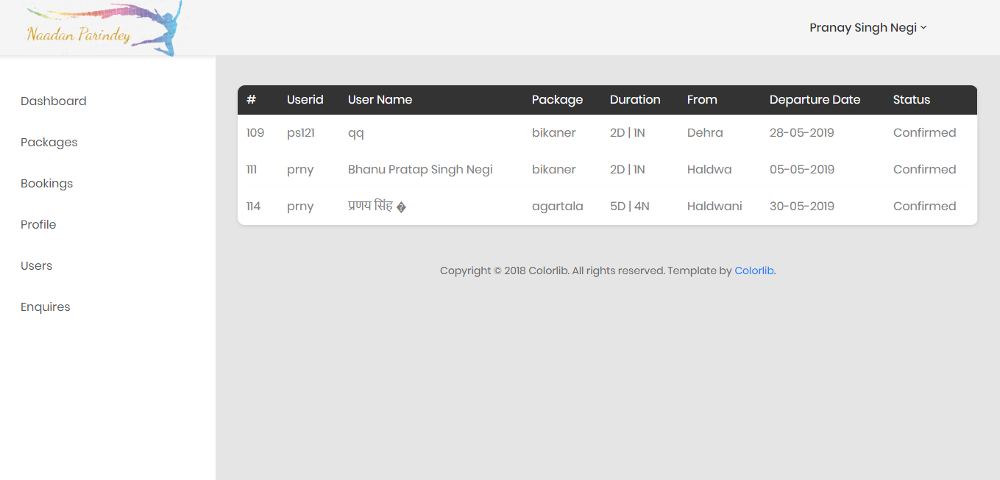 Naadan Parindey
Pranay Singh Negi
Dashboard
Packages
Bookings
Profile
Users
Enquires
# Userid User Name Package Duration From Departure Date Status
109 ps121 qq bikaner 2D | 1N Dehra 28-05-2019 Confirmed
111 prny Bhanu Pratap Singh Negi bikaner 2D | 1N Haldwa 05-05-2019 Confirmed
114 prny प्रणय सिंह � agartala 5D | 4N Haldwani 30-05-2019 Confirmed
Copyright © 2018 Colorlib. All rights reserved. Template by Colorlib.